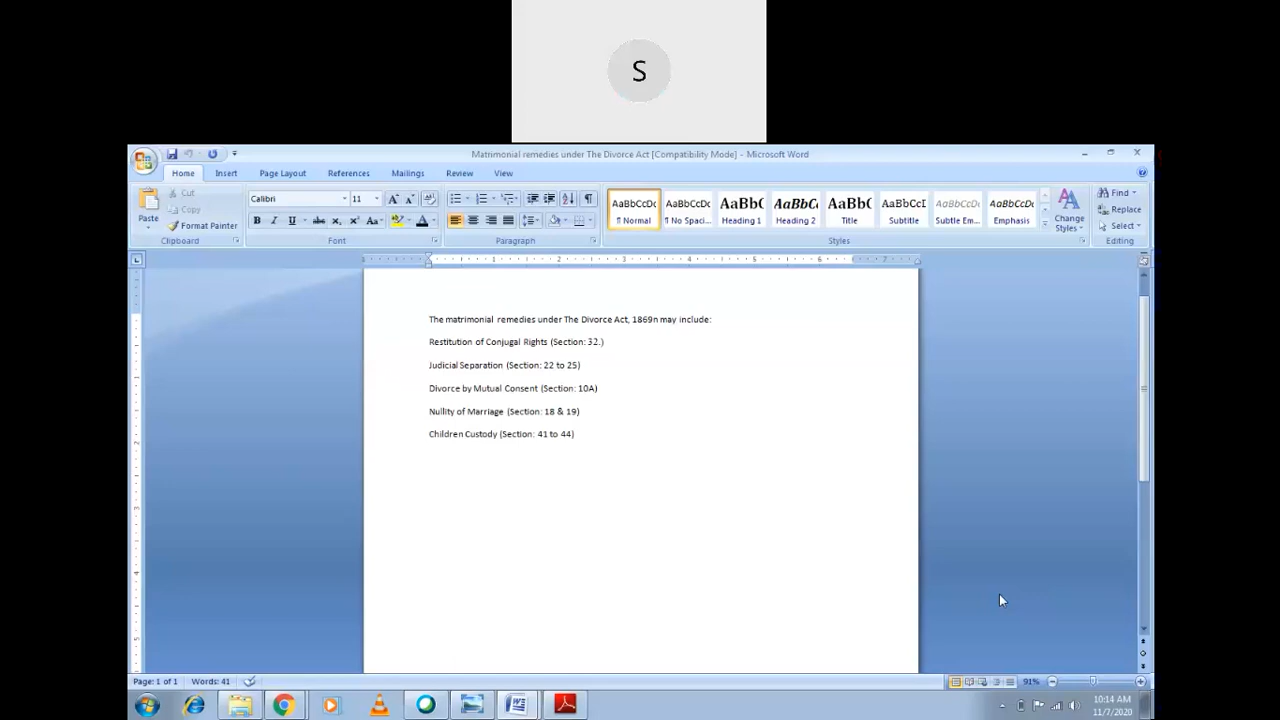 S
Matrimonial remedies under The Divorce Act [Compatibility Mode] - Microsoft Word
Home Insert Page Layout References Mailings Review View
Cut
Copy
Format Painter
Paste
Clipboard
Calibri 11
Font
Paragraph
AaBbCcDc AaBbCcDc AaBbC AaBbC AaBb( AaBbCcI AaBbCcDc AaBbCcDc
¶ Normal ¶ No Spaci... Heading 1 Heading 2 Title Subtitle Subtle Em... Emphasis
Change Styles
Styles
Find
Replace
Select
Editing
The matrimonial remedies under The Divorce Act, 1869n may include:
Restitution of Conjugal Rights (Section: 32.)
Judicial Separation (Section: 22 to 25)
Divorce by Mutual Consent (Section: 10A)
Nullity of Marriage (Section: 18 & 19)
Children Custody (Section: 41 to 44)
Page: 1 of 1 Words: 41
91%
10:14 AM
11/7/2020